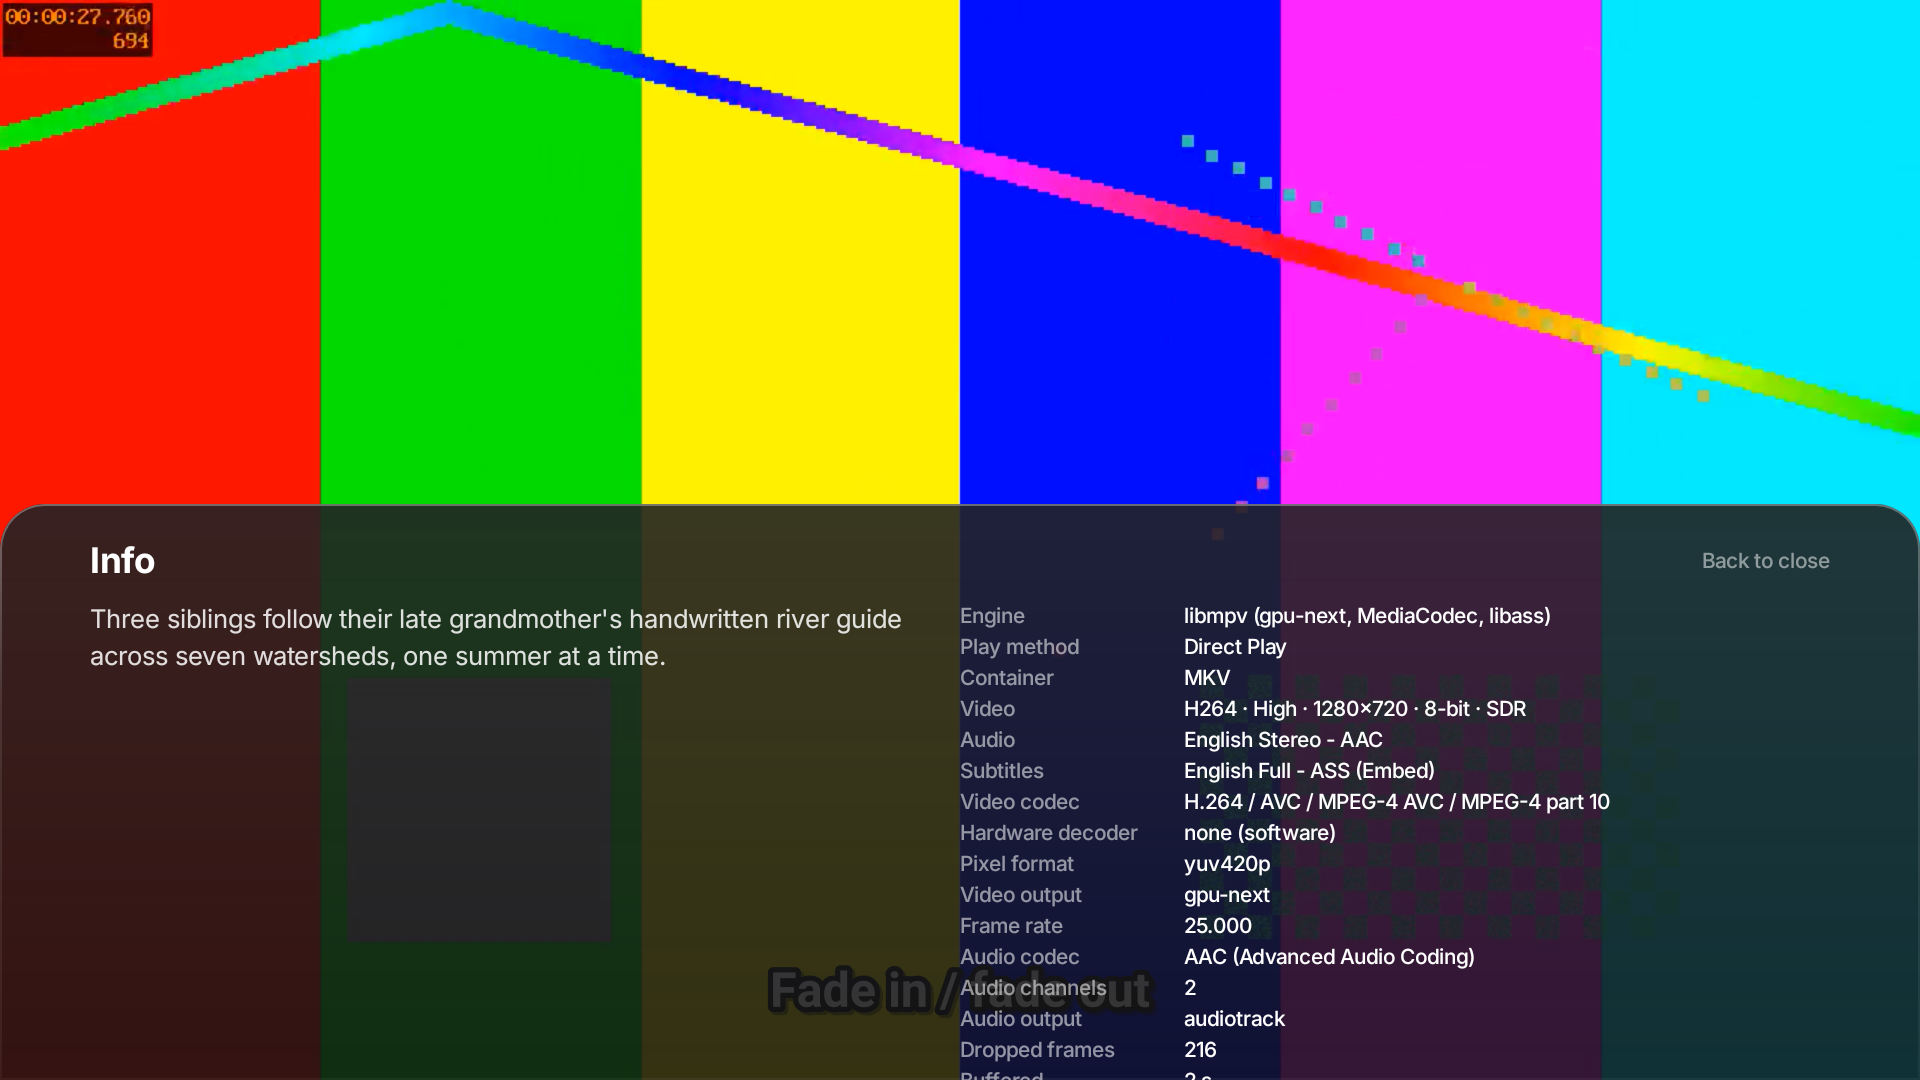 00:00:27.760
694
Info
Back to close
Three siblings follow their late grandmother's handwritten river guide
across seven watersheds, one summer at a time.
Engine libmpv (gpu-next, MediaCodec, libass)
Play method Direct Play
Container MKV
Video H264 · High · 1280×720 · 8-bit · SDR
Audio English Stereo - AAC
Subtitles English Full - ASS (Embed)
Video codec H.264 / AVC / MPEG-4 AVC / MPEG-4 part 10
Hardware decoder none (software)
Pixel format yuv420p
Video output gpu-next
Frame rate 25.000
Audio codec AAC (Advanced Audio Coding)
Audio channels 2
Audio output audiotrack
Dropped frames 216
Buffered 2 s
Fade in / fade out